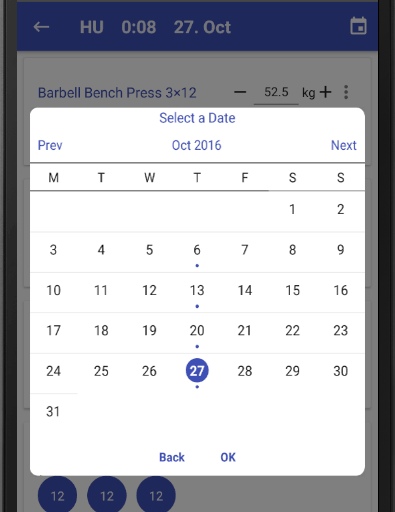 ← HU 0:08 27. Oct
Barbell Bench Press 3×12 − 52.5 kg + ⋮
Select a Date
Prev Oct 2016 Next
M T W T F S S
1 2
3 4 5 6 7 8 9
10 11 12 13 14 15 16
17 18 19 20 21 22 23
24 25 26 27 28 29 30
31
Back OK
12 12 12